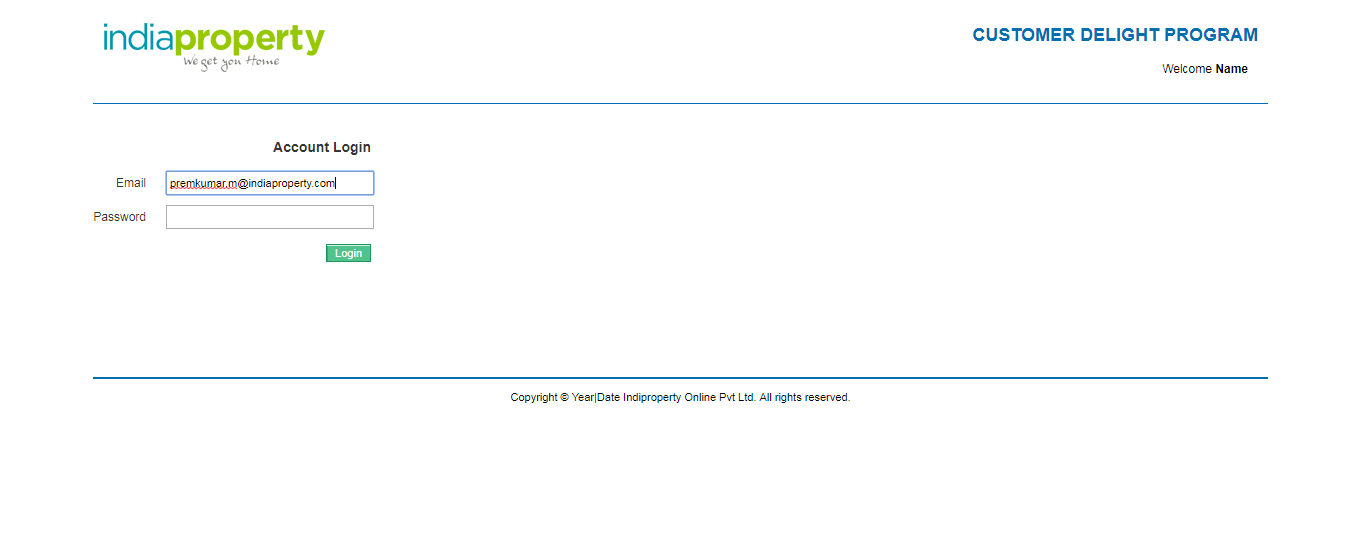 indiaproperty
We get you Home
CUSTOMER DELIGHT PROGRAM
Welcome Name
Account Login
Email premkumar.m@indiaproperty.com
Password
Login
Copyright © Year|Date Indiproperty Online Pvt Ltd. All rights reserved.